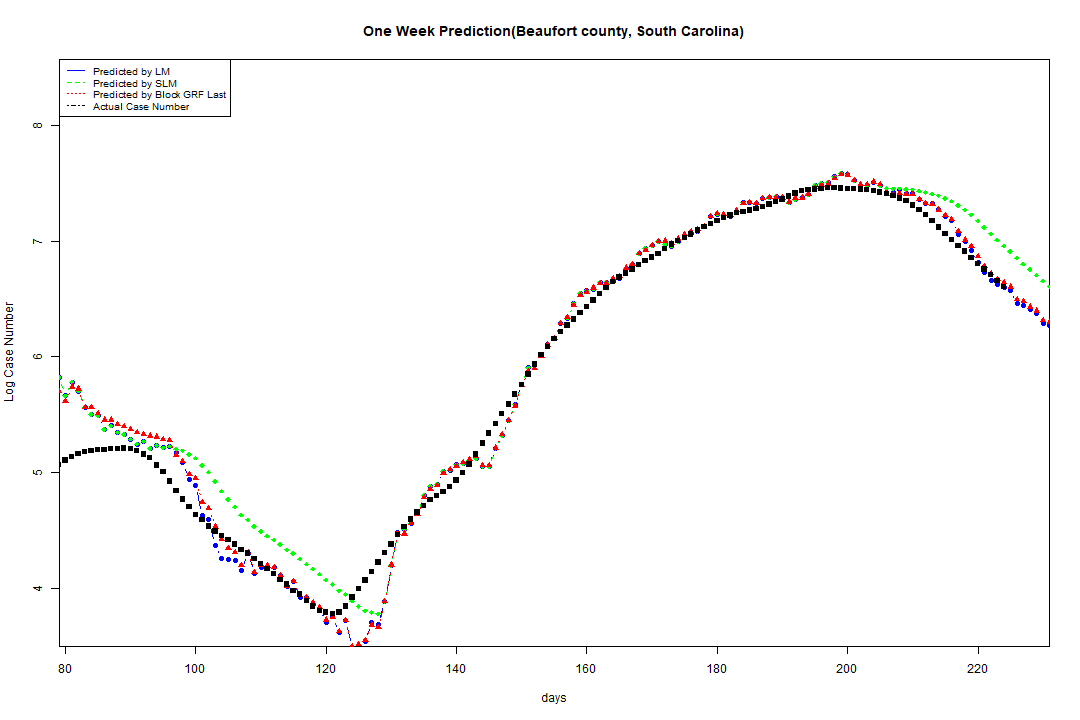 One Week Prediction(Beaufort county, South Carolina)
Predicted by LM
Predicted by SLM
Predicted by Block GRF Last
Actual Case Number
8
7
6
5
4
Log Case Number
80 100 120 140 160 180 200 220
days